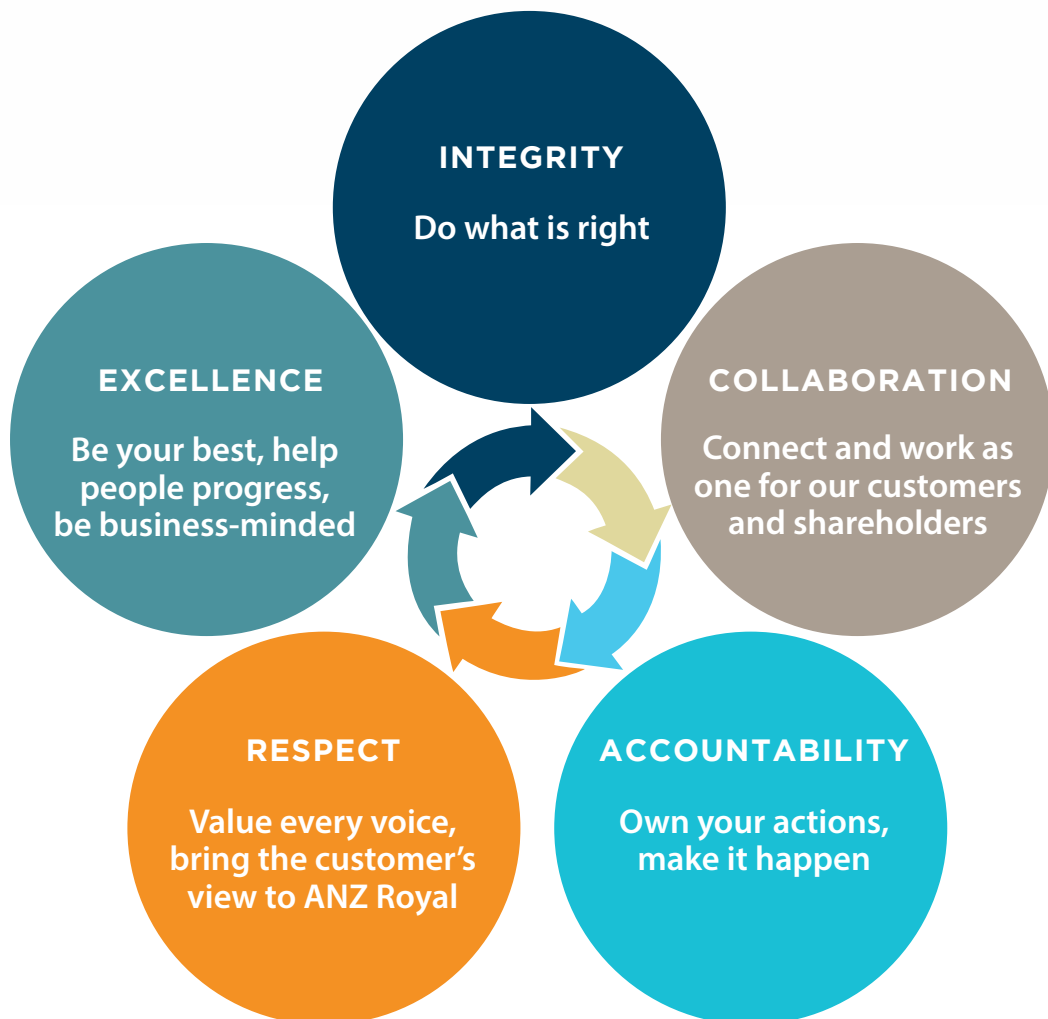 INTEGRITY
Do what is right
COLLABORATION
Connect and work as
one for our customers
and shareholders
ACCOUNTABILITY
Own your actions,
make it happen
RESPECT
Value every voice,
bring the customer’s
view to ANZ Royal
EXCELLENCE
Be your best, help
people progress,
be business-minded